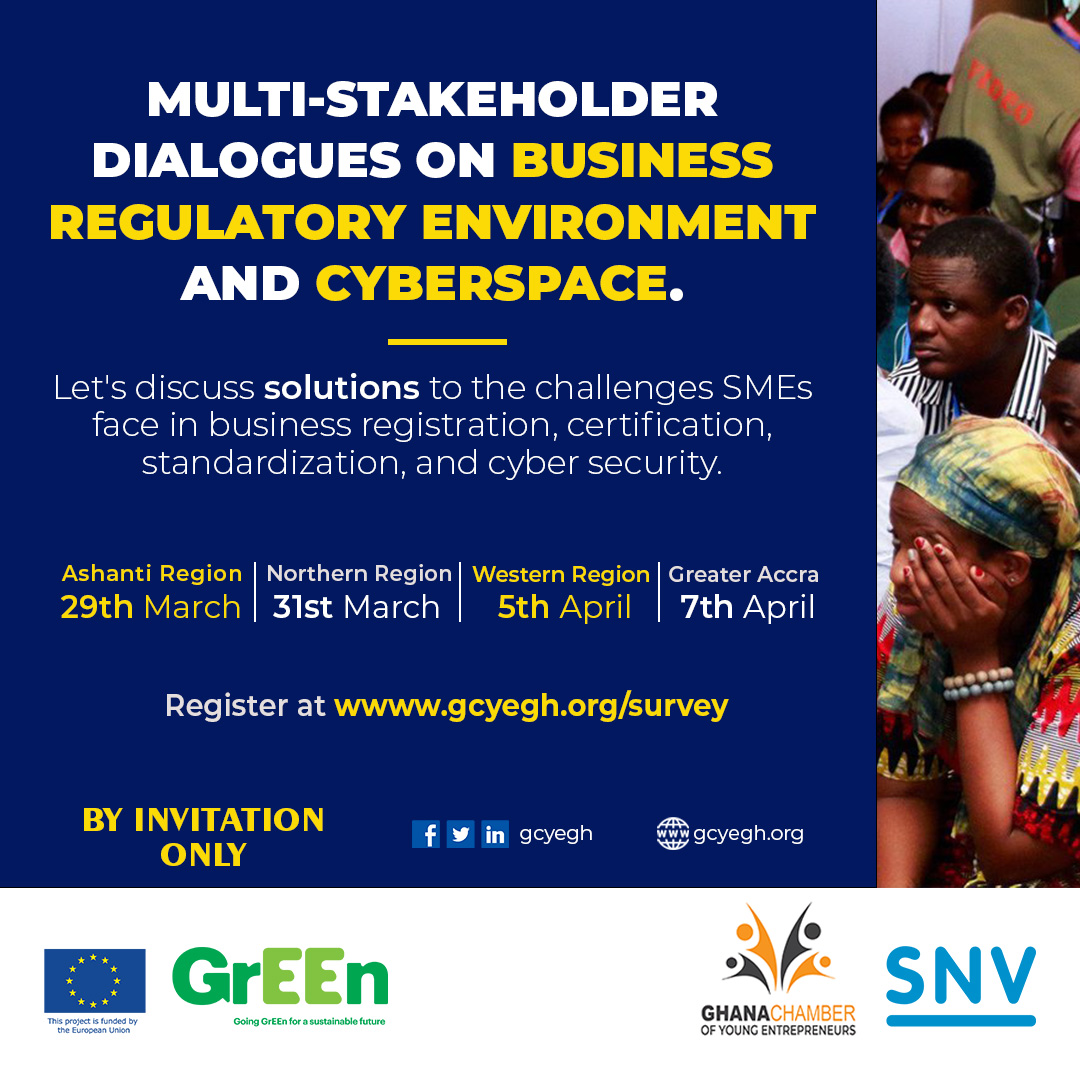 MULTI-STAKEHOLDER
DIALOGUES ON BUSINESS
REGULATORY ENVIRONMENT
AND CYBERSPACE.
Let's discuss solutions to the challenges SMEs
face in business registration, certification,
standardization, and cyber security.
Ashanti Region
29th March
Northern Region
31st March
Western Region
5th April
Greater Accra
7th April
Register at wwww.gcyegh.org/survey
BY INVITATION
ONLY
f in gcyegh
www gcyegh.org
VIDEO
This project is funded by
the European Union
GrEEn
Going GrEEn for a sustainable future
GHANACHAMBER
OF YOUNG ENTREPRENEURS
SNV